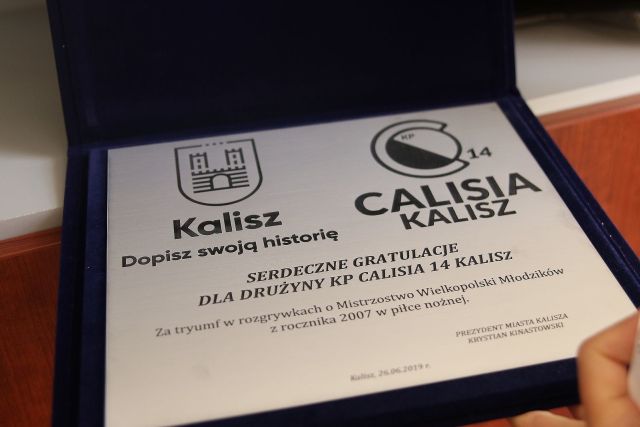 Kalisz
Dopisz swoją historię
KP
14
CALISIA
KALISZ
SERDECZNE GRATULACJE
DLA DRUŻYNY KP CALISIA 14 KALISZ
Za tryumf w rozgrywkach o Mistrzostwo Wielkopolski Młodzików
z rocznika 2007 w piłce nożnej.
PREZYDENT MIASTA KALISZA
KRYSTIAN KINASTOWSKI
Kalisz, 26.06.2019 r.